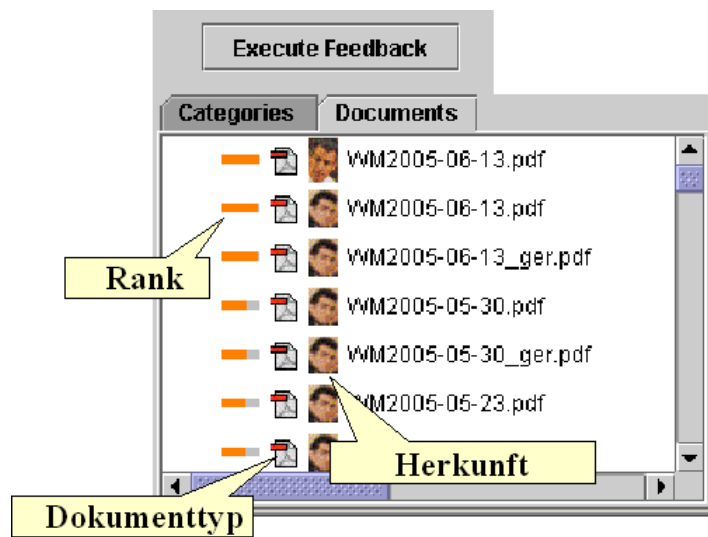 Execute Feedback
Categories Documents
WM2005-06-13.pdf
WM2005-06-13.pdf
WM2005-06-13_ger.pdf
Rank
WM2005-05-30.pdf
WM2005-05-30_ger.pdf
WM2005-05-23.pdf
Herkunft
Dokumenttyp